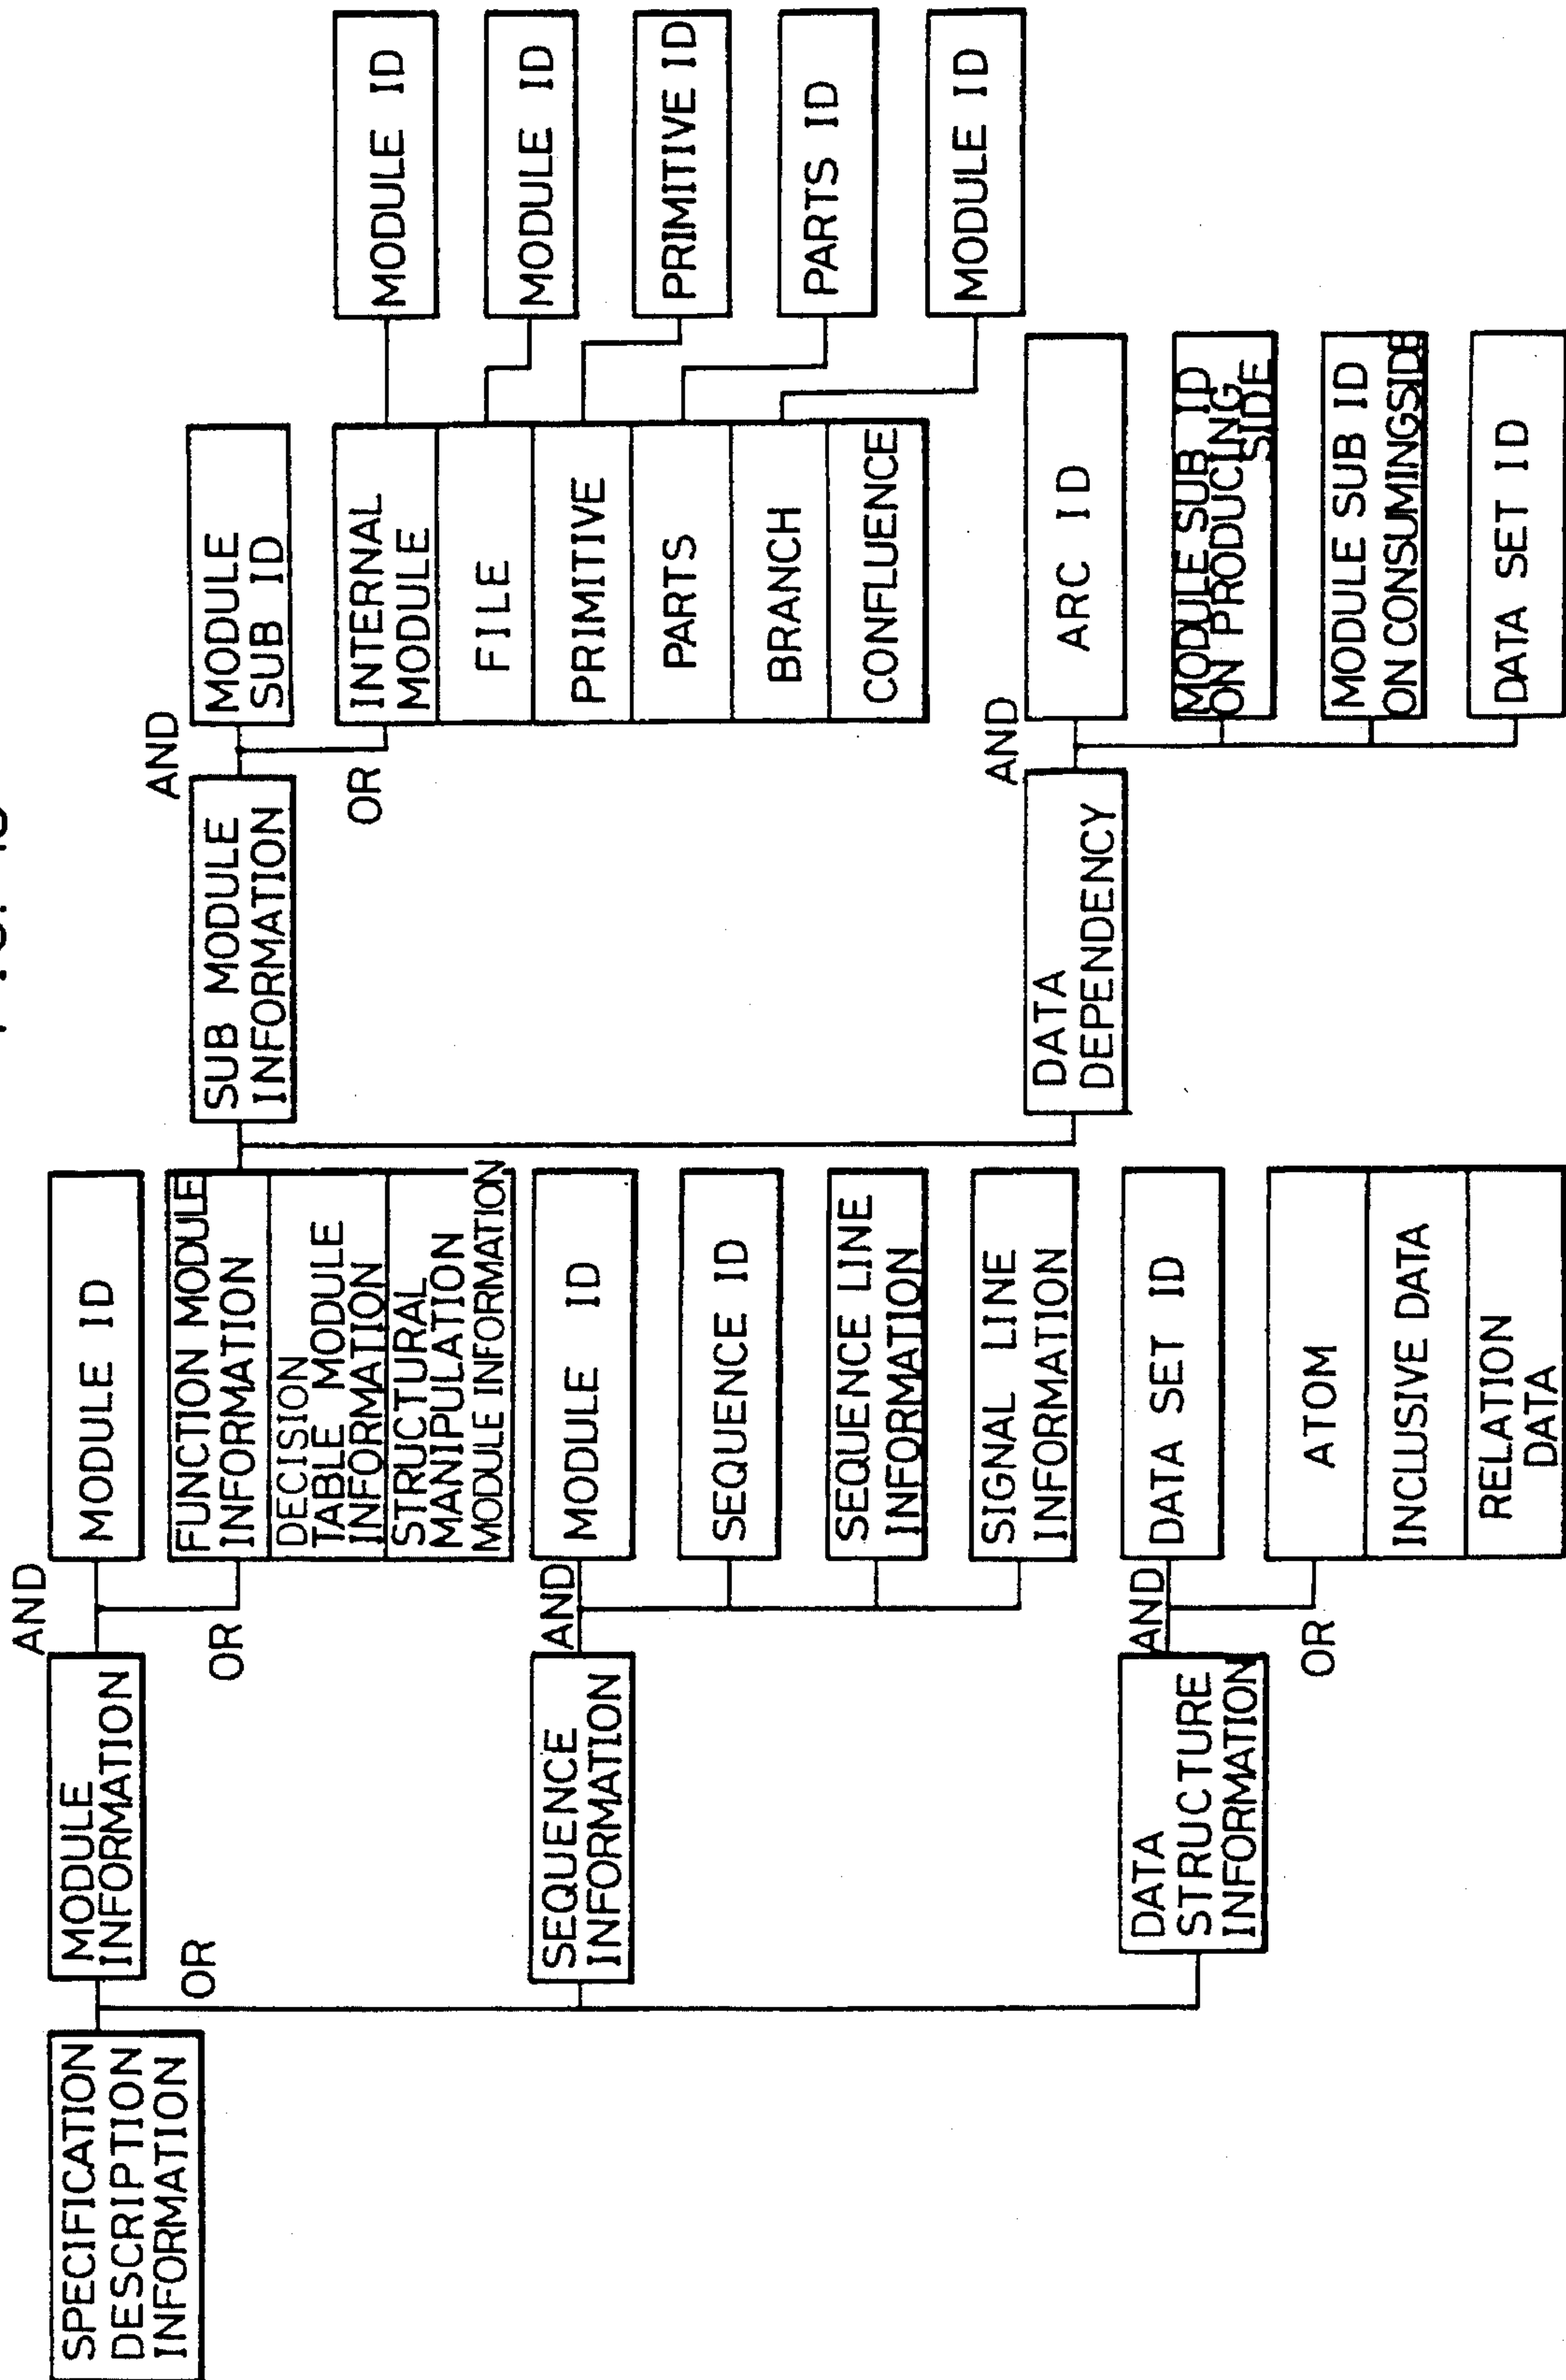 SPECIFICATION
DESCRIPTION
INFORMATION
OR
MODULE
INFORMATION
AND
OR
MODULE ID
FUNCTION MODULE
INFORMATION
DECISION
TABLE MODULE
INFORMATION
STRUCTURAL
MANIPULATION
MODULE INFORMATION
SEQUENCE
INFORMATION
AND
MODULE ID
SEQUENCE ID
SEQUENCE LINE
INFORMATION
SIGNAL LINE
INFORMATION
DATA
STRUCTURE
INFORMATION
AND
OR
DATA SET ID
ATOM
INCLUSIVE DATA
RELATION
DATA
SUB MODULE
INFORMATION
AND
OR
MODULE
SUB ID
INTERNAL
MODULE
FILE
PRIMITIVE
PARTS
BRANCH
CONFLUENCE
MODULE ID
MODULE ID
PRIMITIVE ID
PARTS ID
MODULE ID
DATA
DEPENDENCY
AND
ARC ID
MODULE SUB ID
ON PRODUCING
SIDE
MODULE SUB ID
ON CONSUMING SIDE
DATA SET ID